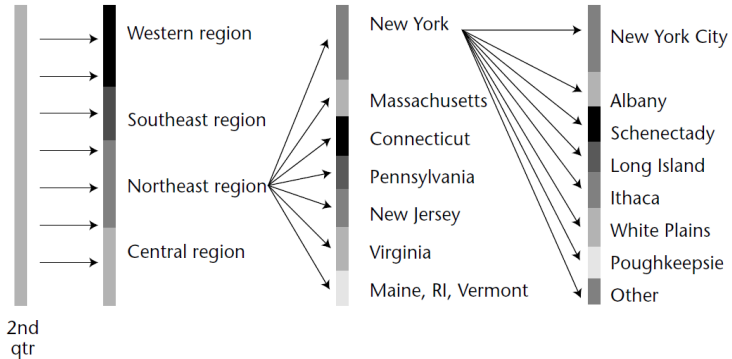 Western region
Southeast region
Northeast region
Central region
2nd
qtr
New York
Massachusetts
Connecticut
Pennsylvania
New Jersey
Virginia
Maine, RI, Vermont
New York City
Albany
Schenectady
Long Island
Ithaca
White Plains
Poughkeepsie
Other